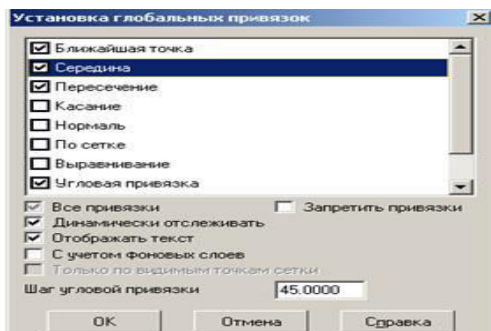 Установка глобальных привязок
Ближайшая точка
Середина
Пересечение
Касание
Нормаль
По сетке
Выравнивание
Угловая привязка
Все привязки Запретить привязки
Динамически отслеживать
Отображать текст
С учетом фоновых слоев
Только по видимым точкам сетки
Шаг угловой привязки 45.0000
OK Отмена Справка